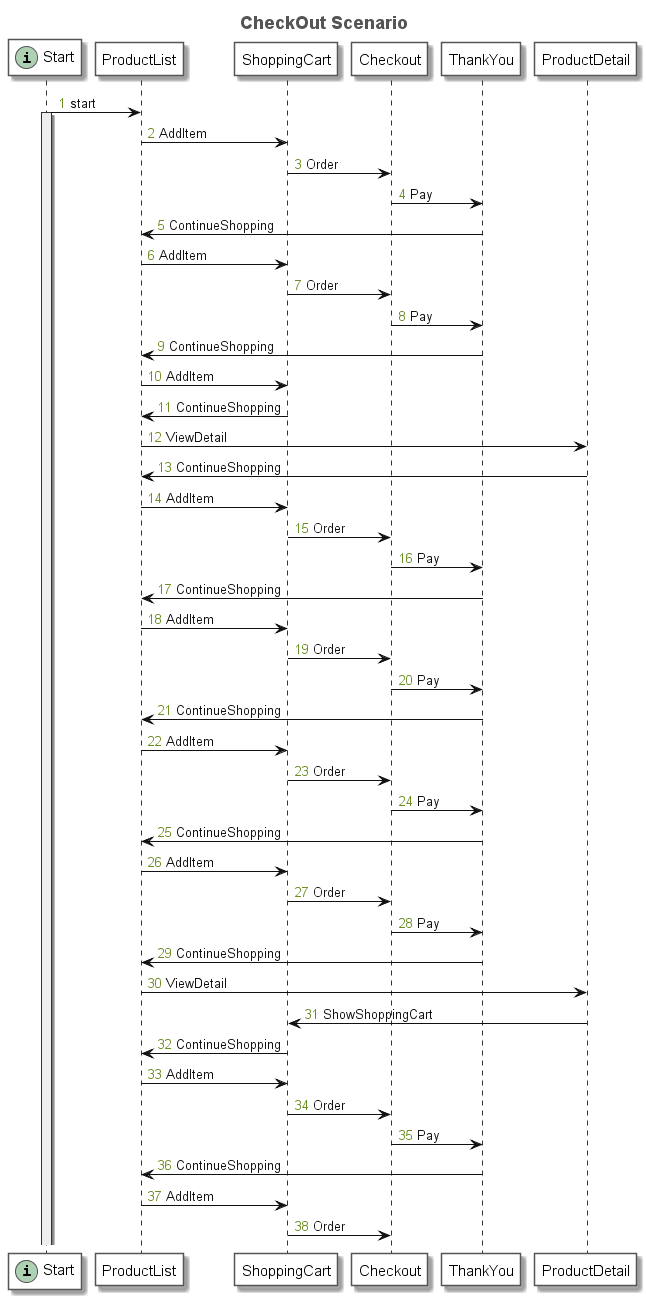 CheckOut Scenario
i Start ProductList ShoppingCart Checkout ThankYou ProductDetail
1 start
2 AddItem
3 Order
4 Pay
5 ContinueShopping
6 AddItem
7 Order
8 Pay
9 ContinueShopping
10 AddItem
11 ContinueShopping
12 ViewDetail
13 ContinueShopping
14 AddItem
15 Order
16 Pay
17 ContinueShopping
18 AddItem
19 Order
20 Pay
21 ContinueShopping
22 AddItem
23 Order
24 Pay
25 ContinueShopping
26 AddItem
27 Order
28 Pay
29 ContinueShopping
30 ViewDetail
31 ShowShoppingCart
32 ContinueShopping
33 AddItem
34 Order
35 Pay
36 ContinueShopping
37 AddItem
38 Order
i Start ProductList ShoppingCart Checkout ThankYou ProductDetail